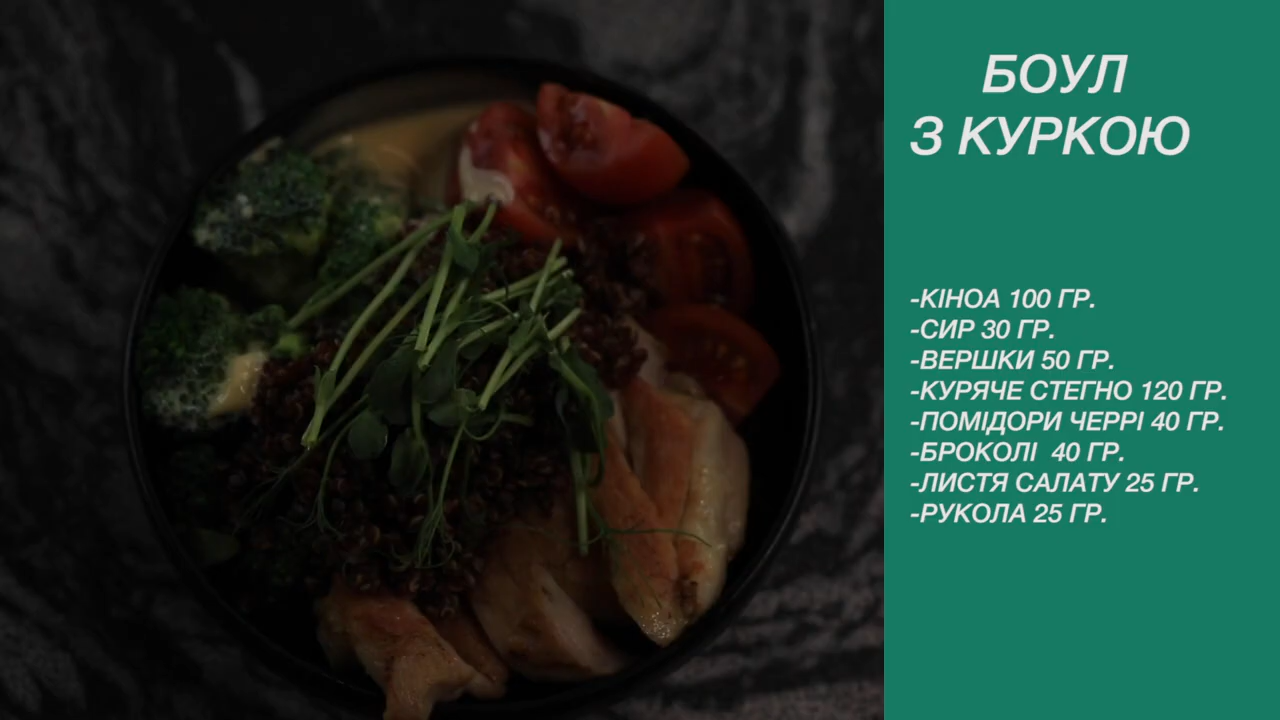 БОУЛ
З КУРКОЮ
-КІНОА 100 ГР.
-СИР 30 ГР.
-ВЕРШКИ 50 ГР.
-КУРЯЧЕ СТЕГНО 120 ГР.
-ПОМІДОРИ ЧЕРРІ 40 ГР.
-БРОКОЛІ  40 ГР.
-ЛИСТЯ САЛАТУ 25 ГР.
-РУКОЛА 25 ГР.